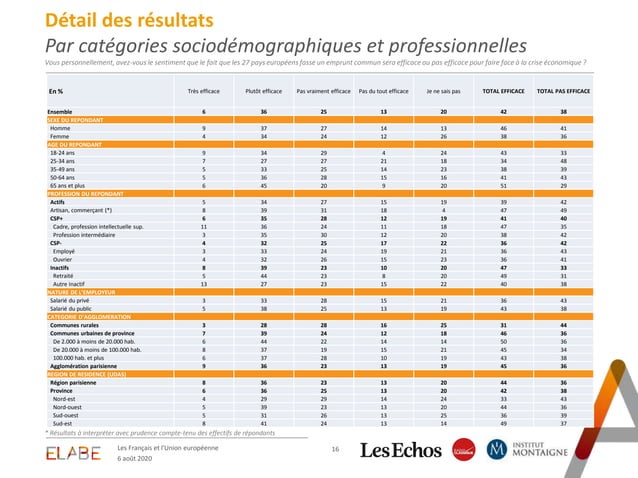 Détail des résultats
Par catégories sociodémographiques et professionnelles
Vous personnellement, avez-vous le sentiment que le fait que les 27 pays européens fasse un emprunt commun sera efficace ou pas efficace pour faire face à la crise économique ?
En % Très efficace Plutôt efficace Pas vraiment efficace Pas du tout efficace Je ne sais pas TOTAL EFFICACE TOTAL PAS EFFICACE
Ensemble 6 36 25 13 20 42 38
SEXE DU REPONDANT
Homme 9 37 27 14 13 46 41
Femme 4 34 24 12 26 38 36
AGE DU REPONDANT
18-24 ans 9 34 29 4 24 43 33
25-34 ans 7 27 27 21 18 34 48
35-49 ans 5 33 25 14 23 38 39
50-64 ans 5 36 28 15 16 41 43
65 ans et plus 6 45 20 9 20 51 29
PROFESSION DU REPONDANT
Actifs 5 34 27 15 19 39 42
Artisan, commerçant (*) 8 39 31 18 4 47 49
CSP+ 6 35 28 12 19 41 40
Cadre, profession intellectuelle sup. 11 36 24 11 18 47 35
Profession intermédiaire 3 35 30 12 20 38 42
CSP- 4 32 25 17 22 36 42
Employé 3 33 24 19 21 36 43
Ouvrier 4 32 26 15 23 36 41
Inactifs 8 39 23 10 20 47 33
Retraité 5 44 23 8 20 49 31
Autre Inactif 13 27 23 15 22 40 38
NATURE DE L'EMPLOYEUR
Salarié du privé 3 33 28 15 21 36 43
Salarié du public 5 38 25 13 19 43 38
CATEGORIE D'AGGLOMERATION
Communes rurales 3 28 28 16 25 31 44
Communes urbaines de province 7 39 24 12 18 46 36
De 2.000 à moins de 20.000 hab. 6 44 22 14 14 50 36
De 20.000 à moins de 100.000 hab. 8 37 19 15 21 45 34
100.000 hab. et plus 6 37 28 10 19 43 38
Agglomération parisienne 9 36 23 13 19 45 36
REGION DE RESIDENCE (UDA5)
Région parisienne 8 36 23 13 20 44 36
Province 6 36 25 13 20 42 38
Nord-est 4 29 29 14 24 33 43
Nord-ouest 5 39 23 13 20 44 36
Sud-ouest 5 31 26 13 25 36 39
Sud-est 8 41 24 13 14 49 37
* Résultats à interpréter avec prudence compte-tenu des effectifs de répondants
ELABE
Les Français et l'Union européenne
6 août 2020
16
Les Echos
INSTITUT
MONTAIGNE